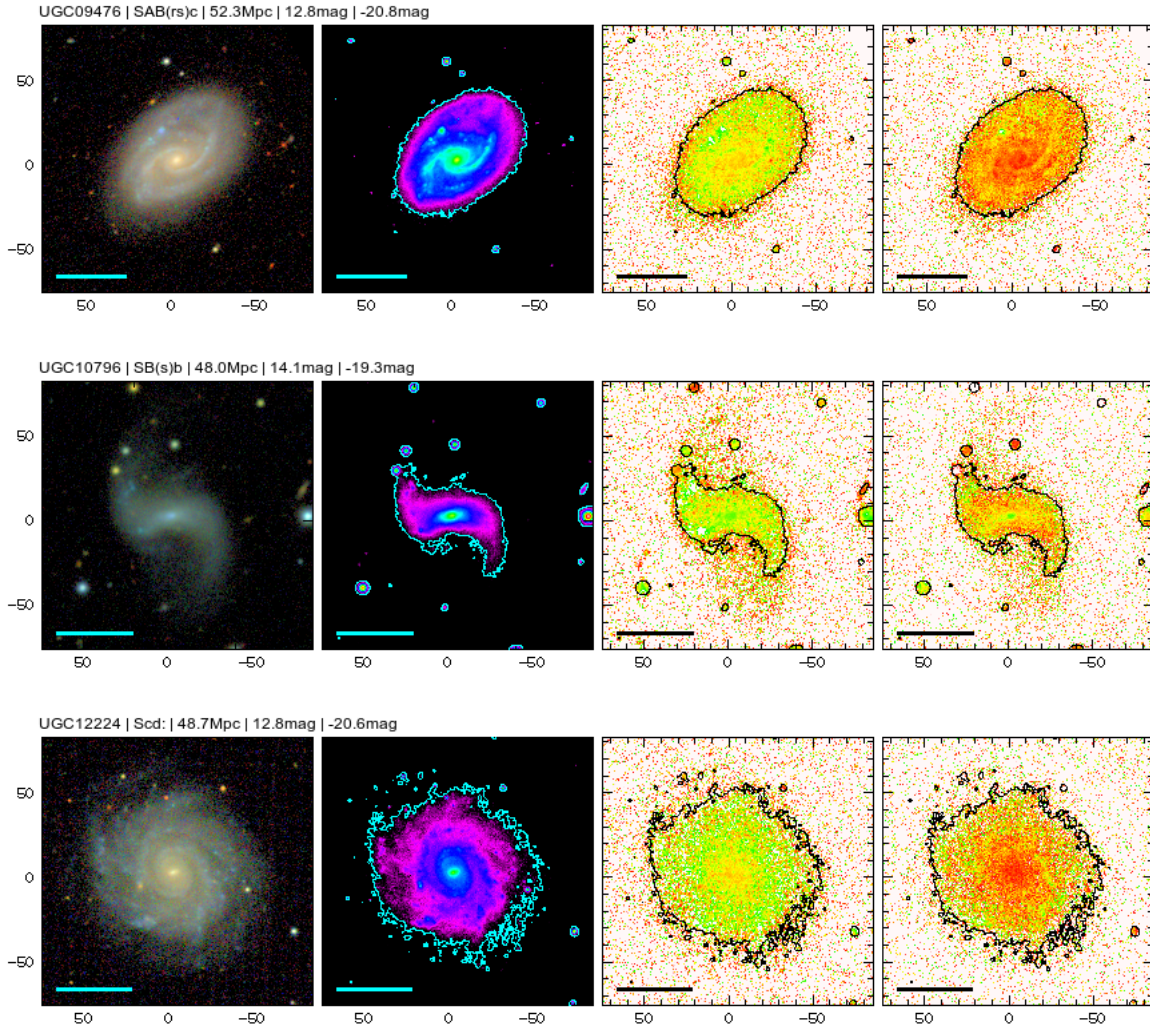 UGC09476 | SAB(rs)c | 52.3Mpc | 12.8mag | -20.8mag
50
0
-50
50 0 -50 50 0 -50 50 0 -50 50 0 -50
UGC10796 | SB(s)b | 48.0Mpc | 14.1mag | -19.3mag
50
0
-50
50 0 -50 50 0 -50 50 0 -50 50 0 -50
UGC12224 | Scd: | 48.7Mpc | 12.8mag | -20.6mag
50
0
-50
50 0 -50 50 0 -50 50 0 -50 50 0 -50